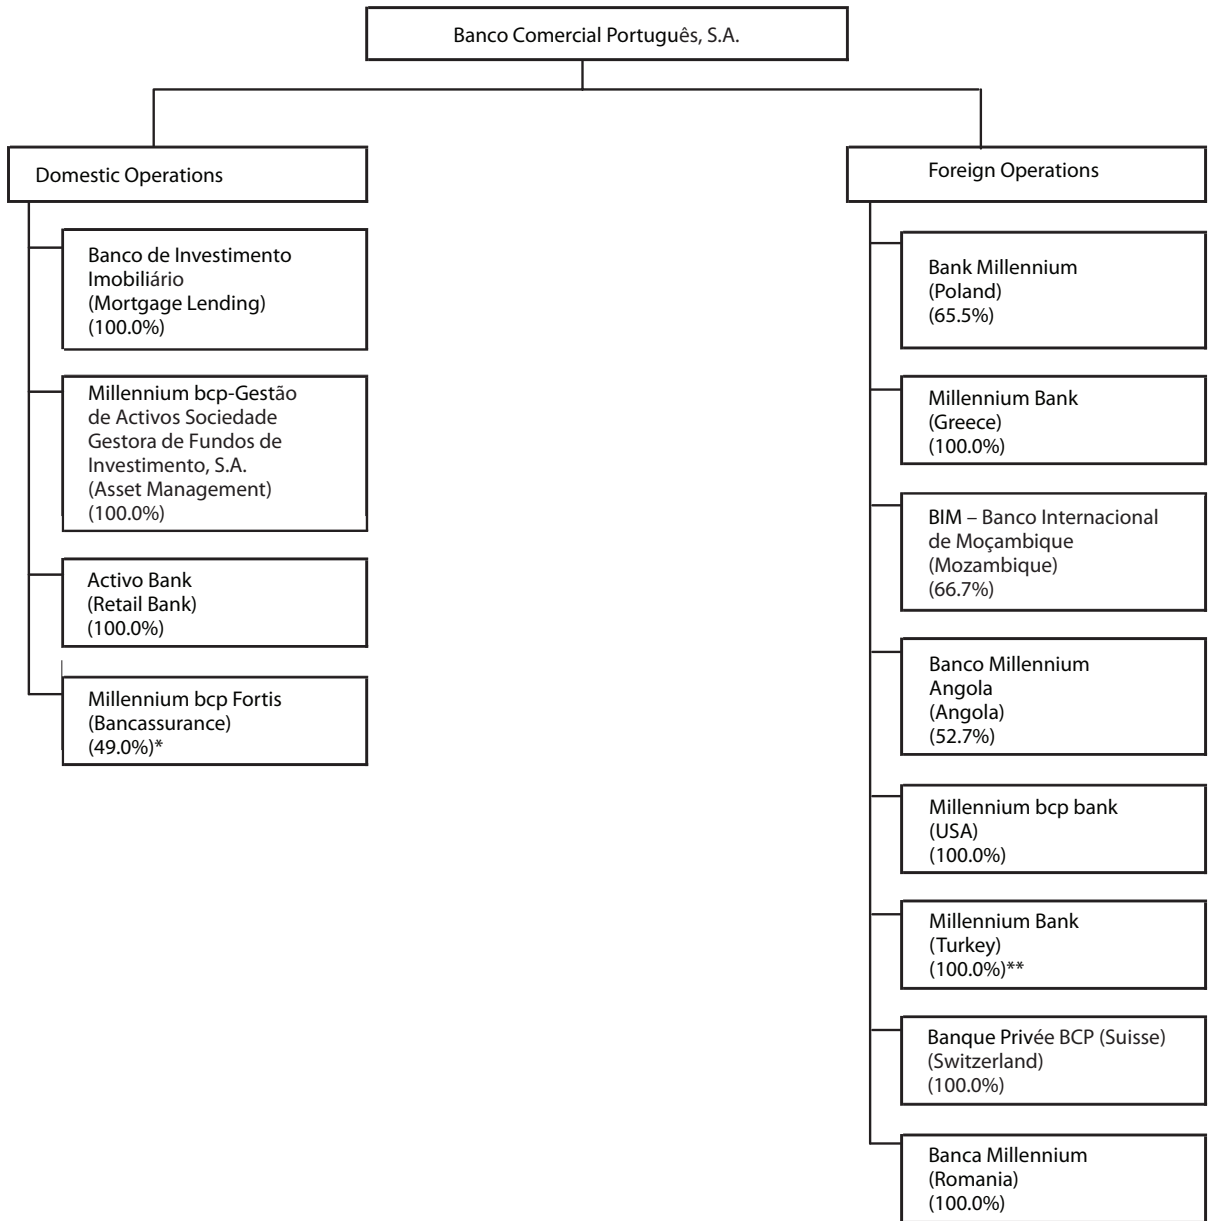 Banco Comercial Português, S.A.
Domestic Operations
Banco de Investimento
Imobiliário
(Mortgage Lending)
(100.0%)
Millennium bcp-Gestão
de Activos Sociedade
Gestora de Fundos de
Investimento, S.A.
(Asset Management)
(100.0%)
Activo Bank
(Retail Bank)
(100.0%)
Millennium bcp Fortis
(Bancassurance)
(49.0%)*
Foreign Operations
Bank Millennium
(Poland)
(65.5%)
Millennium Bank
(Greece)
(100.0%)
BIM – Banco Internacional
de Moçambique
(Mozambique)
(66.7%)
Banco Millennium
Angola
(Angola)
(52.7%)
Millennium bcp bank
(USA)
(100.0%)
Millennium Bank
(Turkey)
(100.0%)**
Banque Privée BCP (Suisse)
(Switzerland)
(100.0%)
Banca Millennium
(Romania)
(100.0%)